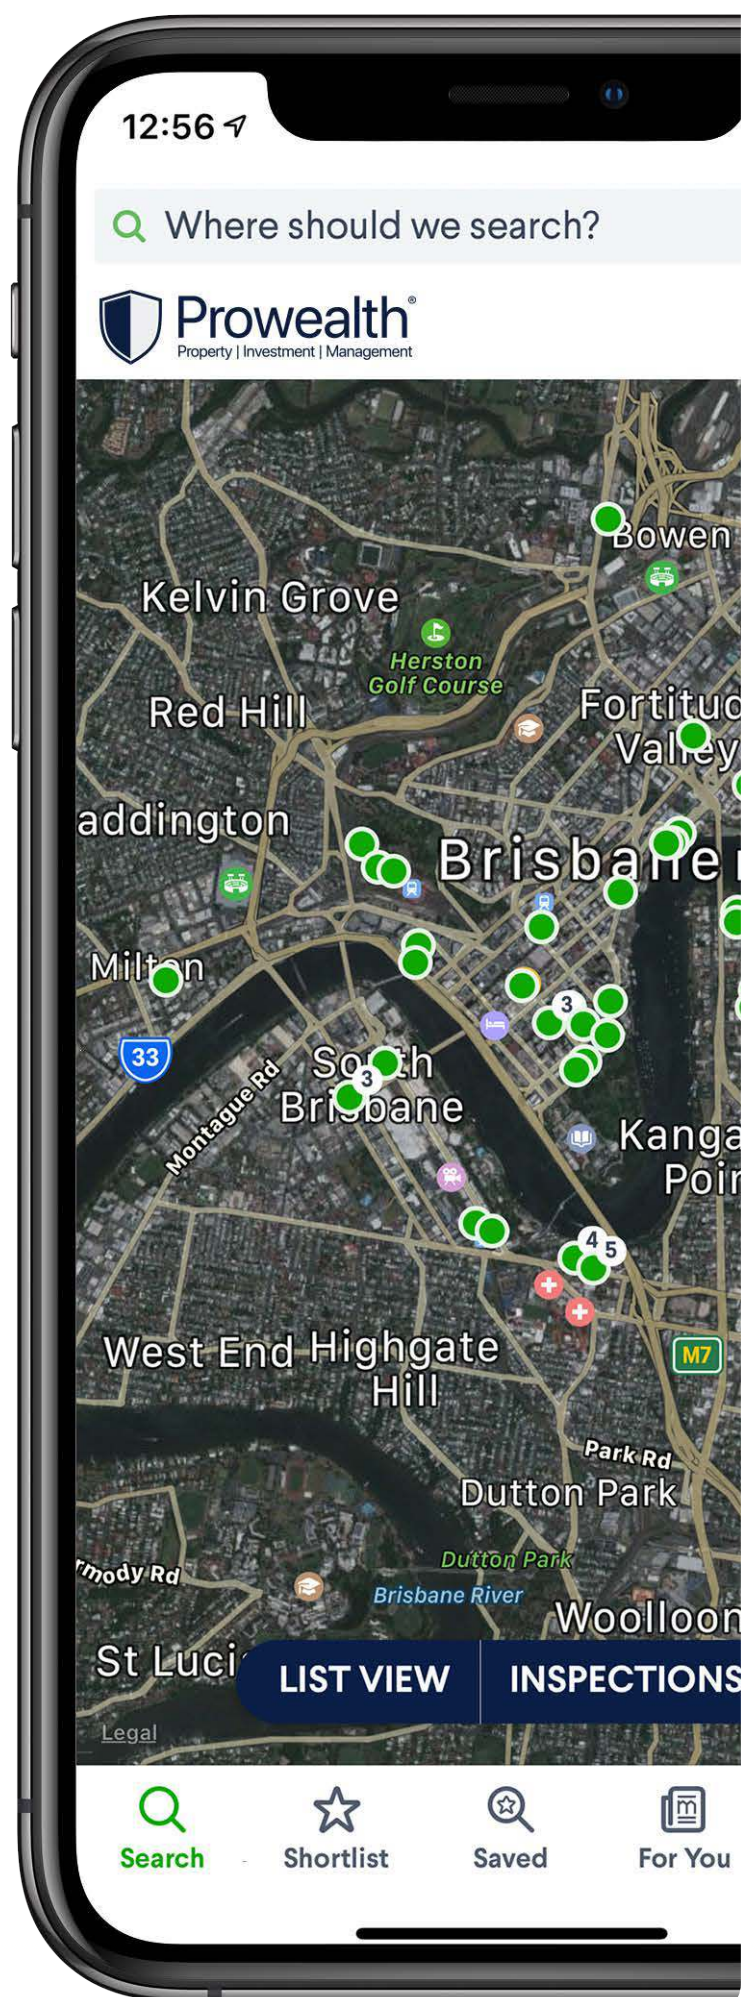 12:56
Where should we search?
Prowealth®
Property | Investment | Management
Bowen
Kelvin Grove
Herston
Golf Course
Red Hill
Fortitud
Valley
addington
Brisbane
Milton
3
33
South
Brisbane
3
Montague Rd
Kanga
Poin
4
5
West End
Highgate
Hill
M7
Park Rd
Dutton Park
Dutton Park
rmody Rd
Brisbane River
Woolloon
St Luci
LIST VIEW
INSPECTIONS
Legal
Search
Shortlist
Saved
For You